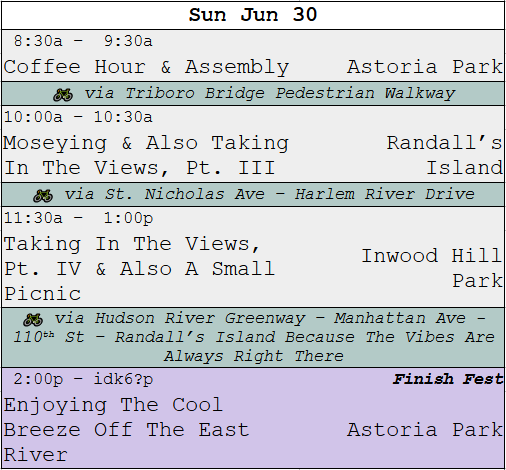 Sun Jun 30
8:30a – 9:30a
Coffee Hour & Assembly Astoria Park
via Triboro Bridge Pedestrian Walkway
10:00a – 10:30a
Moseying & Also Taking Randall's
In The Views, Pt. III Island
via St. Nicholas Ave – Harlem River Drive
11:30a – 1:00p
Taking In The Views,
Pt. IV & Also A Small
Picnic
Inwood Hill
Park
via Hudson River Greenway – Manhattan Ave –
110th St – Randall's Island Because The Vibes Are
Always Right There
2:00p – idk6?p Finish Fest
Enjoying The Cool
Breeze Off The East Astoria Park
River